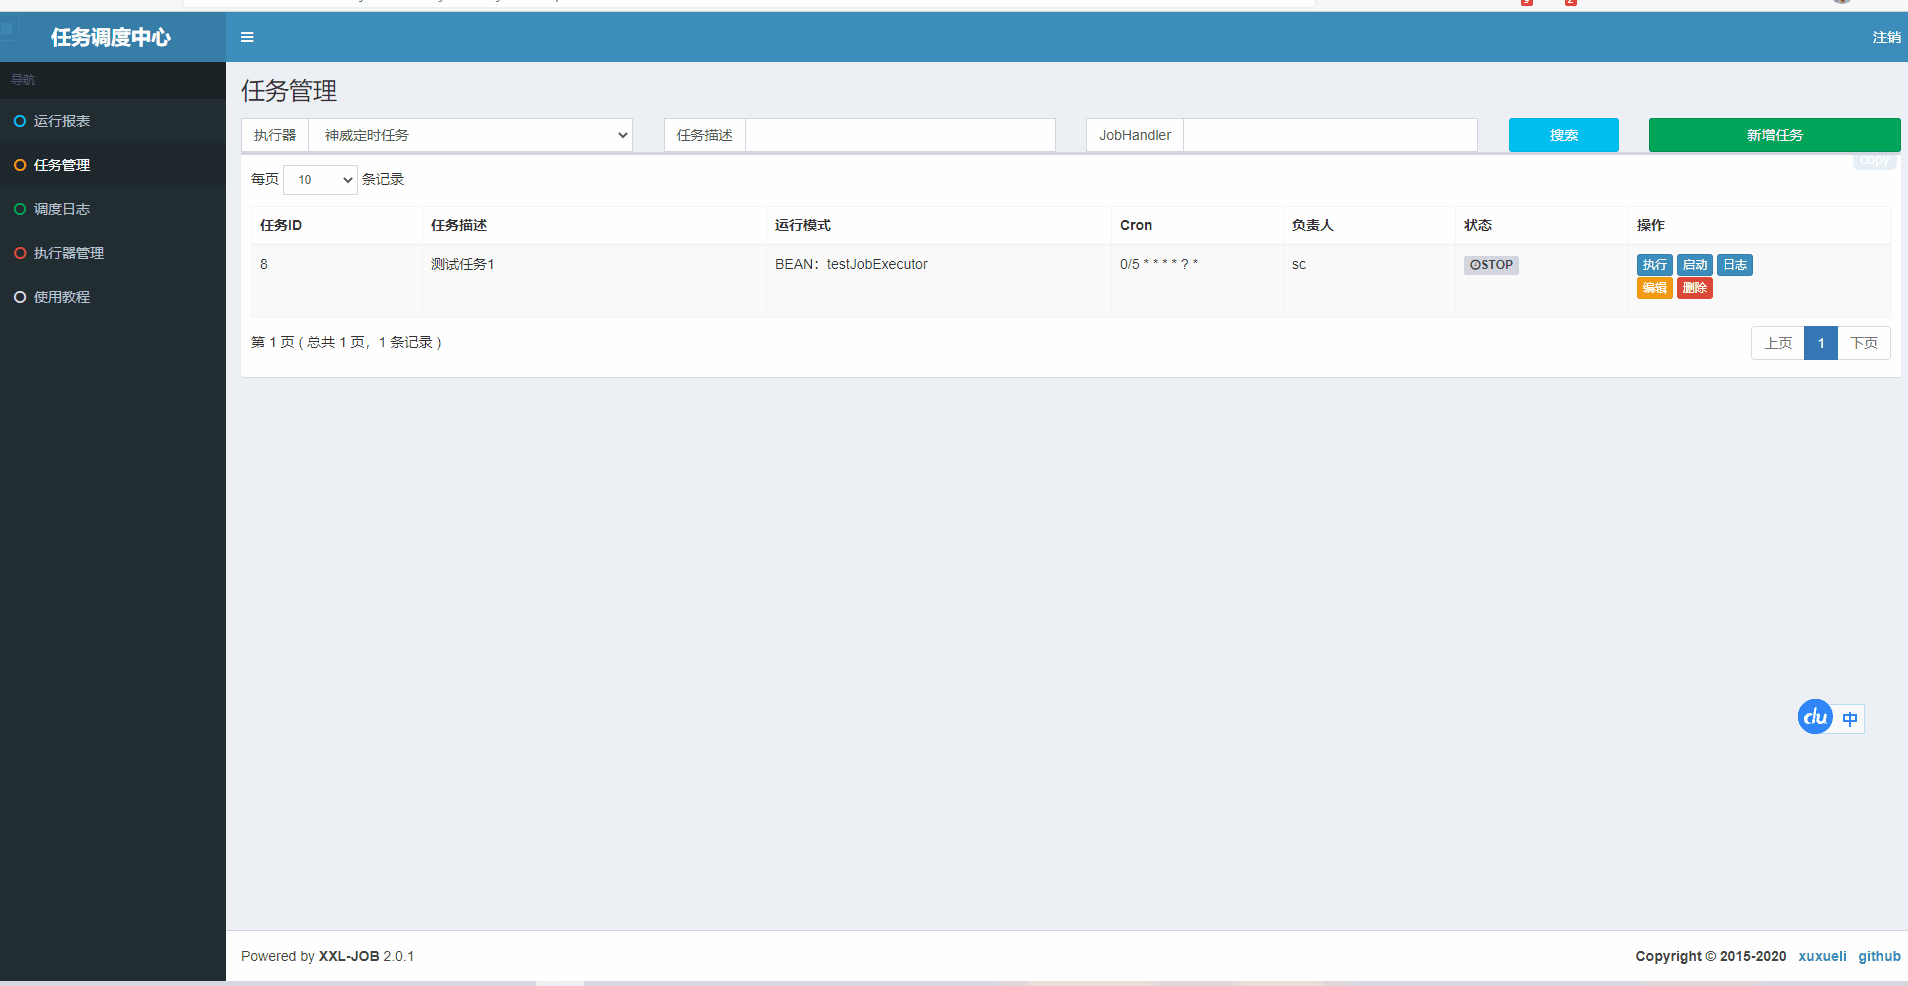 任务调度中心
注销
导航
运行报表
任务管理
调度日志
执行器管理
使用教程
任务管理
执行器 神威定时任务 任务描述 JobHandler 搜索 新增任务
copy
每页 10 条记录
任务ID 任务描述 运行模式 Cron 负责人 状态 操作
8 测试任务1 BEAN：testJobExecutor 0/5 * * * * ? * sc STOP 执行 启动 日志
编辑 删除
第 1 页 ( 总共 1 页，1 条记录 ) 上页 1 下页
du 中
Powered by XXL-JOB 2.0.1 Copyright © 2015-2020 xuxueli github